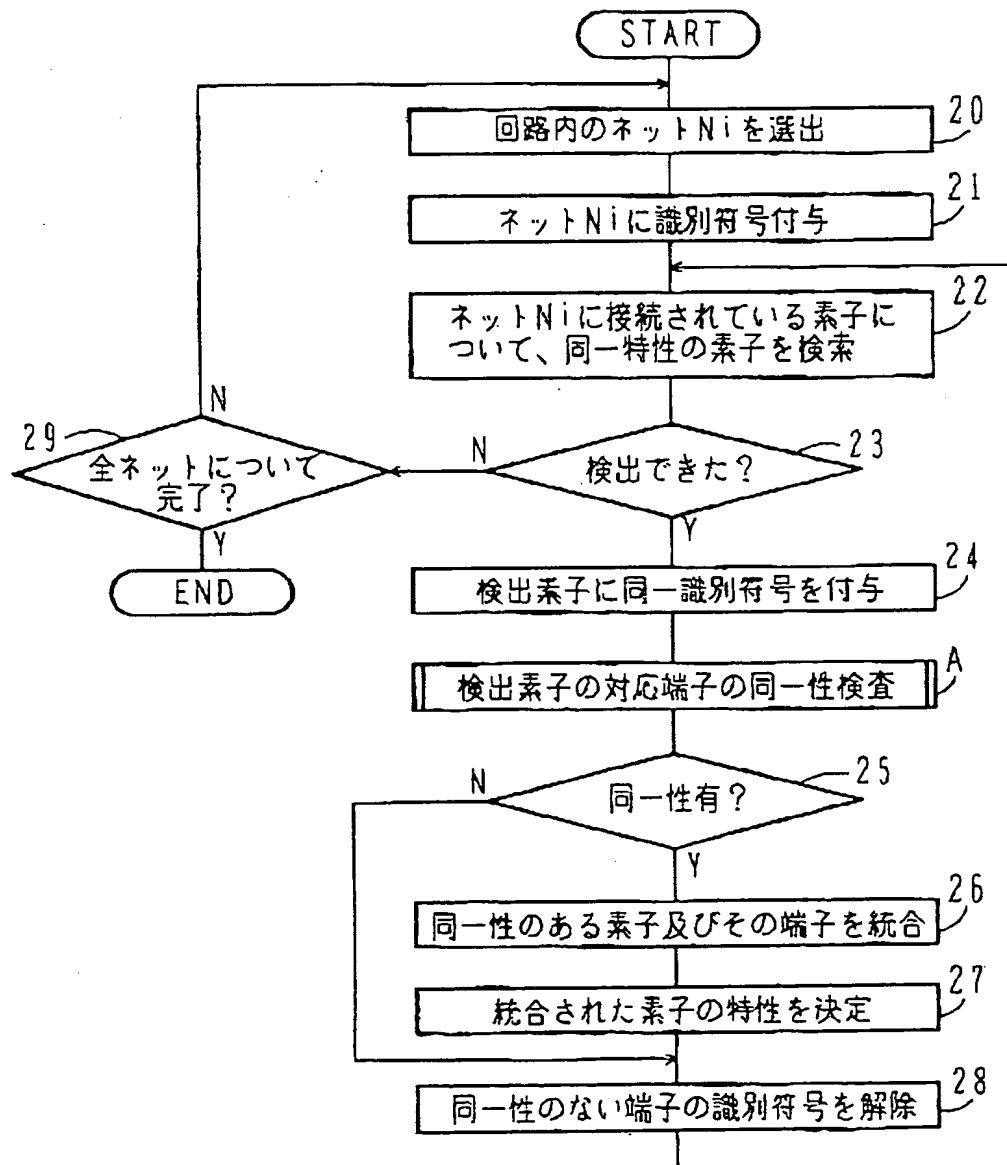 START
20
回路内のネットNiを選出
21
ネットNiに識別符号付与
22
ネットNiに接続されている素子に
ついて、同一特性の素子を検索
N
29
全ネットについて
完了?
Y
END
N
23
検出できた?
Y
24
検出素子に同一識別符号を付与
A
検出素子の対応端子の同一性検査
N
25
同一性有?
Y
26
同一性のある素子及びその端子を統合
27
統合された素子の特性を決定
28
同一性のない端子の識別符号を解除